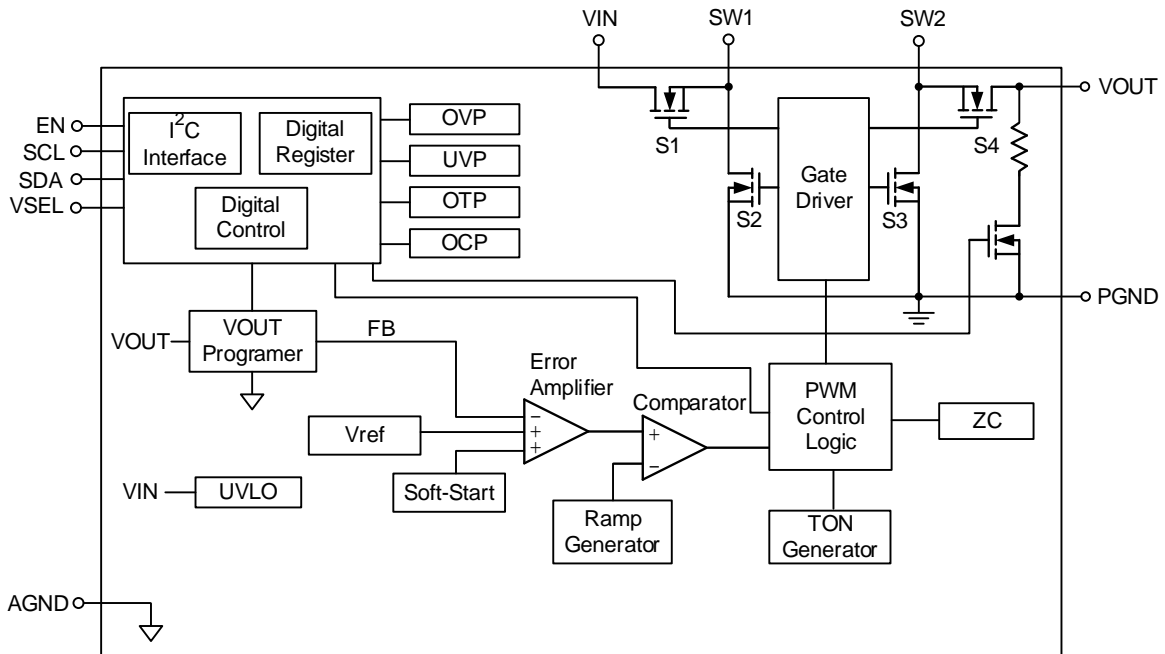 VIN
SW1
SW2
VOUT
EN
SCL
SDA
VSEL
I²C
Interface
Digital
Register
Digital
Control
OVP
UVP
OTP
OCP
S1
S2
Gate
Driver
S3
S4
PGND
VOUT
VOUT
Programer
FB
Error
Amplifier
Comparator
PWM
Control
Logic
ZC
Vref
Soft-Start
−
+
+
+
−
VIN
UVLO
Ramp
Generator
TON
Generator
AGND